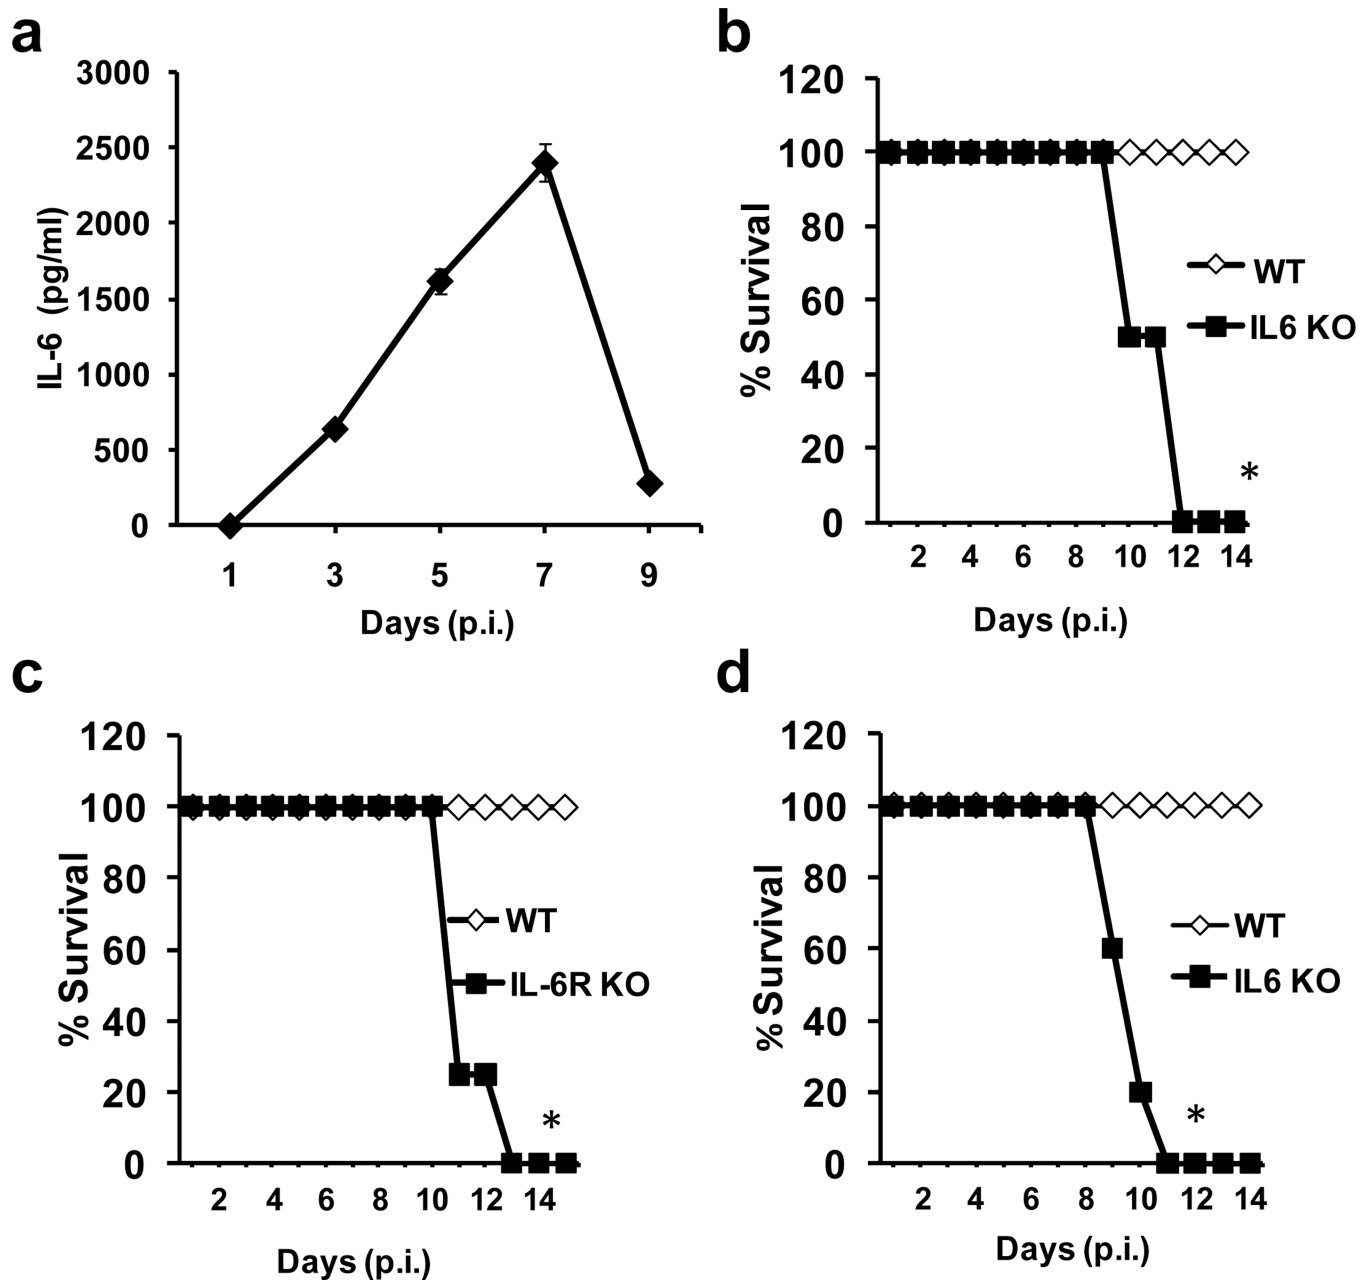 a
3000
2500
2000
1500
1000
500
0
IL-6 (pg/ml)
1 3 5 7 9
Days (p.i.)
b
120
100
80
60
40
20
0
% Survival
WT
IL6 KO
*
2 4 6 8 10 12 14
Days (p.i.)
c
120
100
80
60
40
20
0
% Survival
WT
IL-6R KO
*
2 4 6 8 10 12 14
Days (p.i.)
d
120
100
80
60
40
20
0
% Survival
WT
IL6 KO
*
2 4 6 8 10 12 14
Days (p.i.)